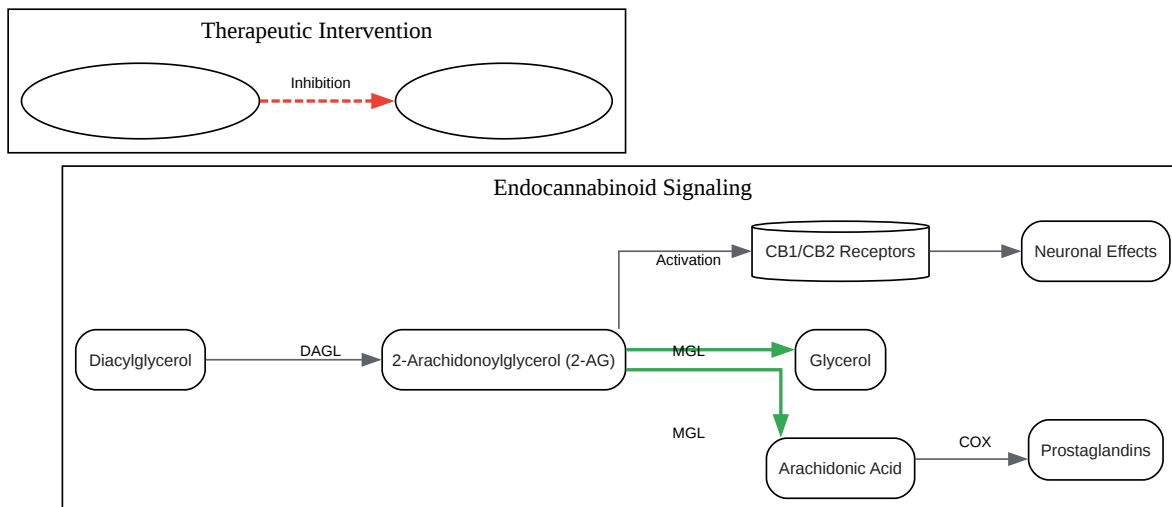 Therapeutic Intervention
Inhibition
Endocannabinoid Signaling
Activation
CB1/CB2 Receptors
Neuronal Effects
Diacylglycerol
DAGL
2-Arachidonoylglycerol (2-AG)
MGL
Glycerol
MGL
Arachidonic Acid
COX
Prostaglandins